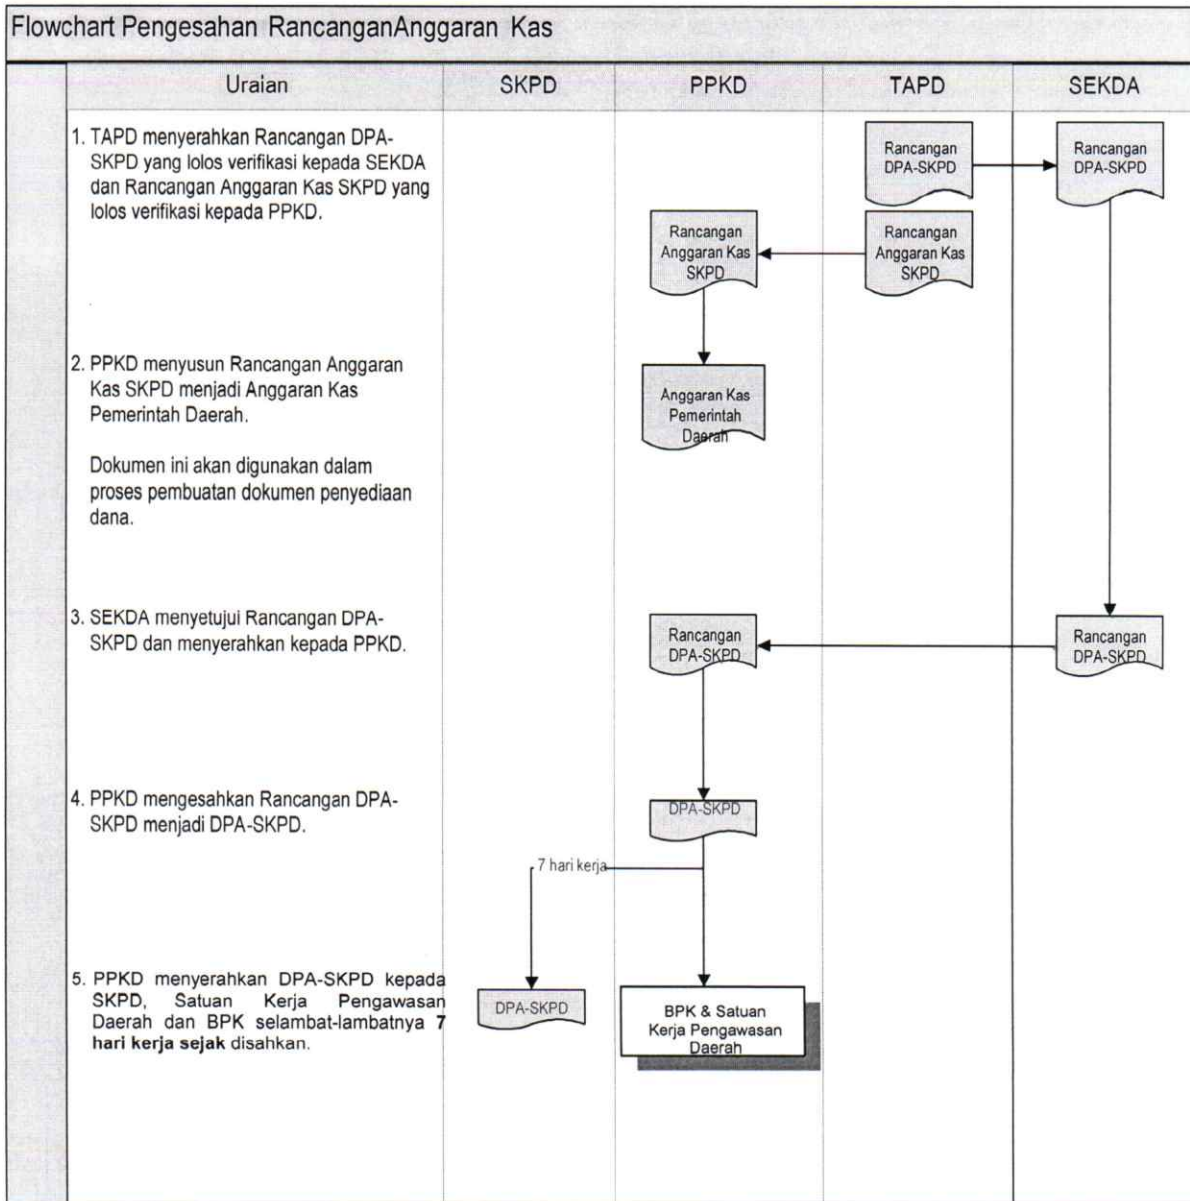 Flowchart Pengesahan RancanganAnggaran Kas
Uraian
SKPD
PPKD
TAPD
SEKDA
1. TAPD menyerahkan Rancangan DPA-
SKPD yang lolos verifikasi kepada SEKDA
dan Rancangan Anggaran Kas SKPD yang
lolos verifikasi kepada PPKD.
Rancangan
DPA-SKPD
Rancangan
DPA-SKPD
Rancangan
Anggaran Kas
SKPD
Rancangan
Anggaran Kas
SKPD
2. PPKD menyusun Rancangan Anggaran
Kas SKPD menjadi Anggaran Kas
Pemerintah Daerah.
Dokumen ini akan digunakan dalam
proses pembuatan dokumen penyediaan
dana.
Anggaran Kas
Pemerintah
Daerah
3. SEKDA menyetujui Rancangan DPA-
SKPD dan menyerahkan kepada PPKD.
Rancangan
DPA-SKPD
Rancangan
DPA-SKPD
4. PPKD mengesahkan Rancangan DPA-
SKPD menjadi DPA-SKPD.
DPA-SKPD
7 hari kerja
5. PPKD menyerahkan DPA-SKPD kepada
SKPD, Satuan Kerja Pengawasan
Daerah dan BPK selambat-lambatnya 7
hari kerja sejak disahkan.
DPA-SKPD
BPK & Satuan
Kerja Pengawasan
Daerah